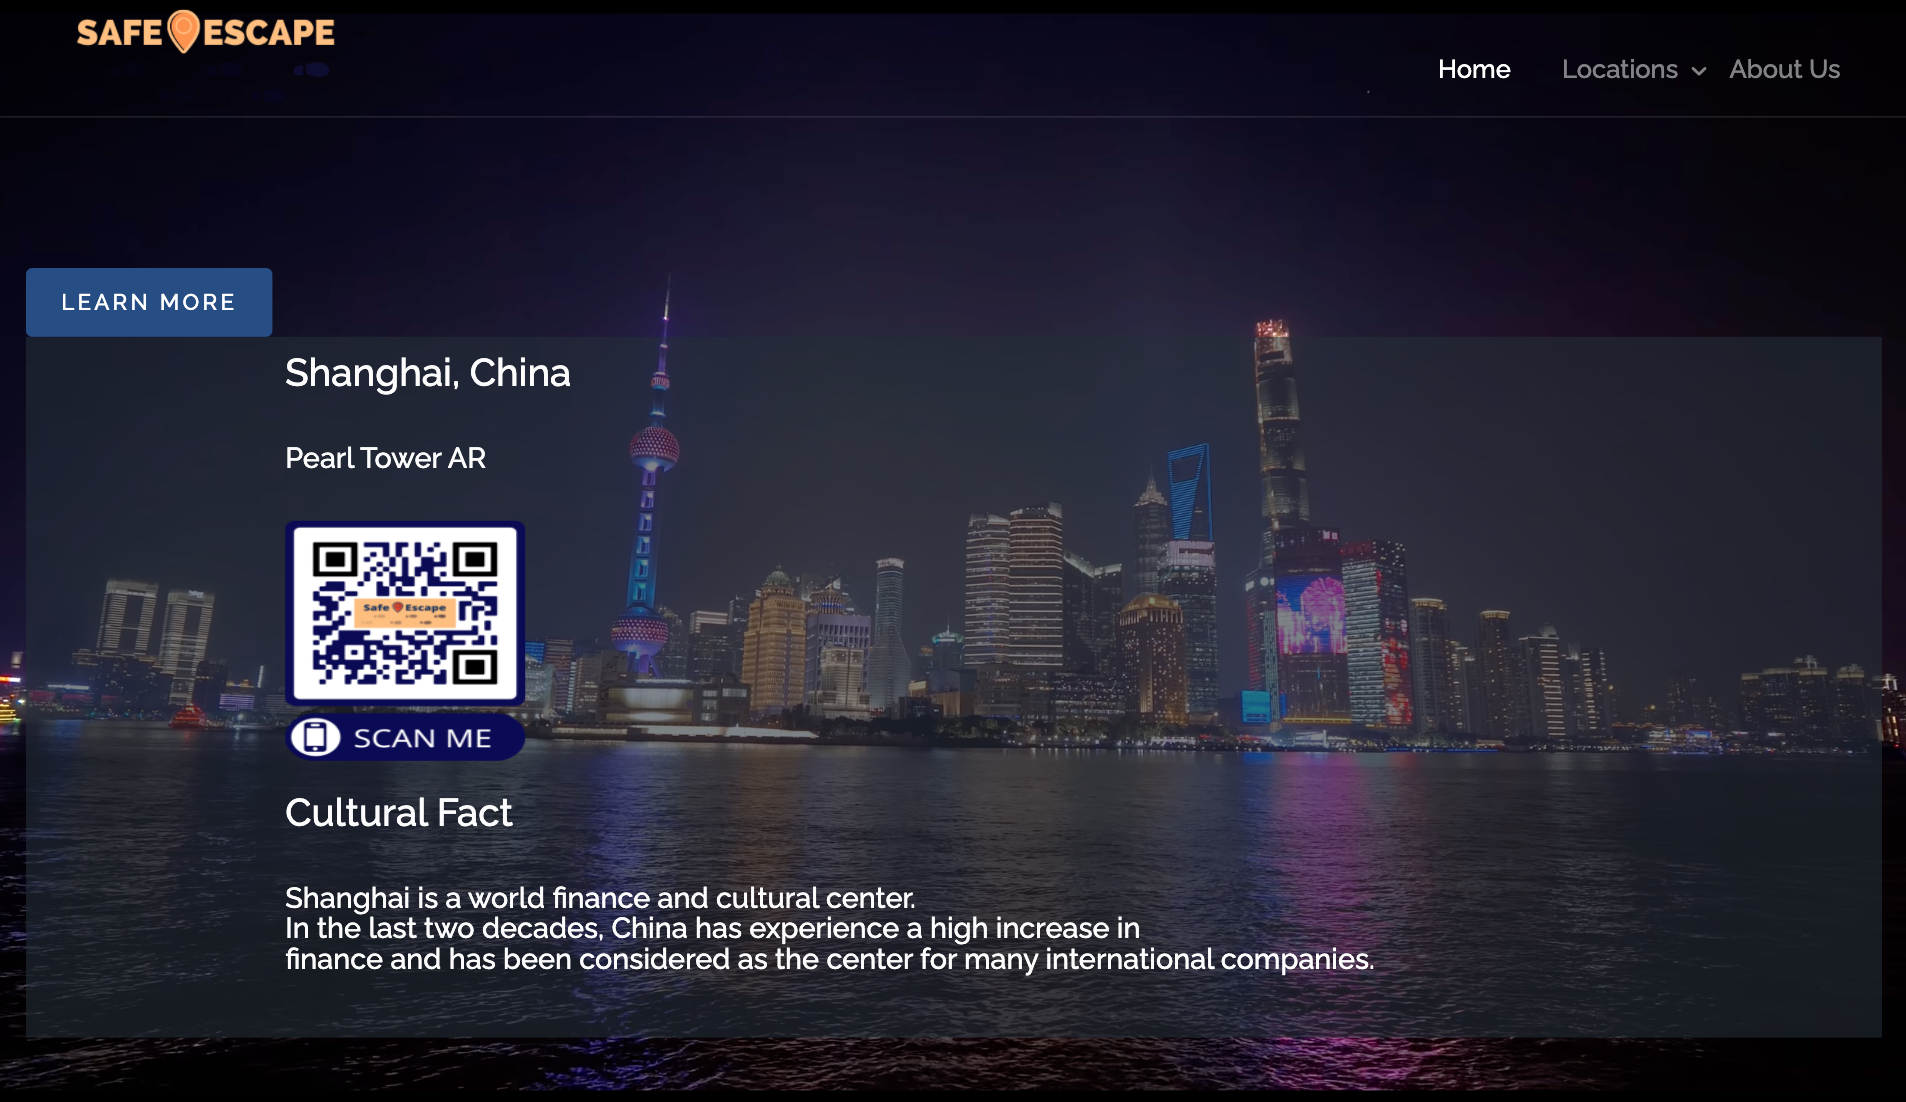 SAFE ESCAPE
Home Locations About Us
LEARN MORE
Shanghai, China
Pearl Tower AR
Safe Escape
SCAN ME
Cultural Fact
Shanghai is a world finance and cultural center.
In the last two decades, China has experience a high increase in
finance and has been considered as the center for many international companies.